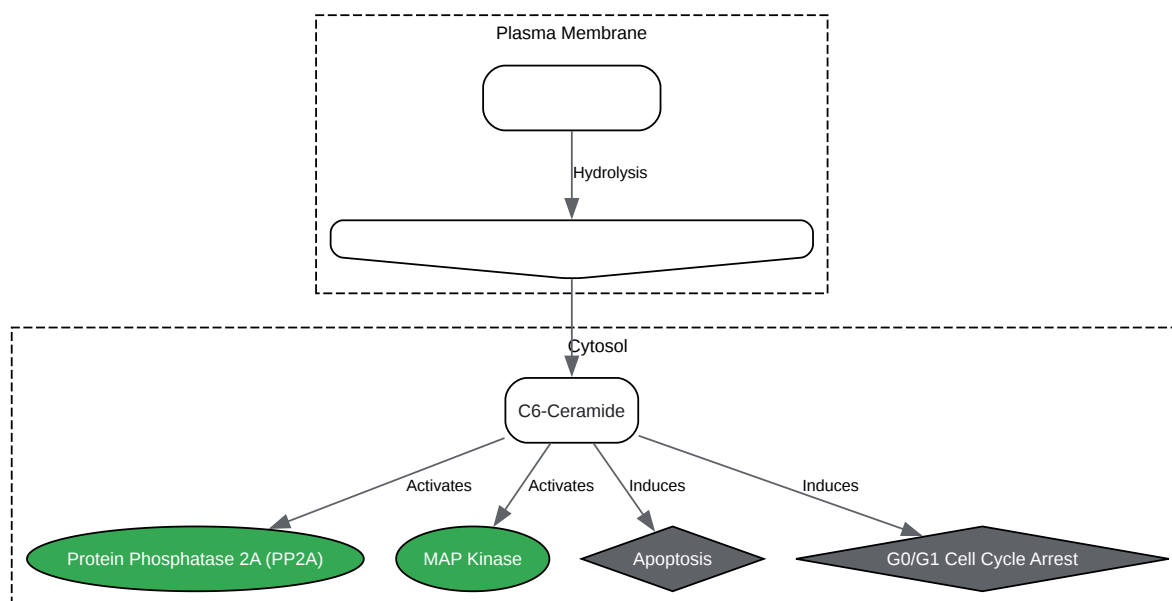 Plasma Membrane
Hydrolysis
Cytosol
C6-Ceramide
Activates
Activates
Induces
Induces
Protein Phosphatase 2A (PP2A)
MAP Kinase
Apoptosis
G0/G1 Cell Cycle Arrest